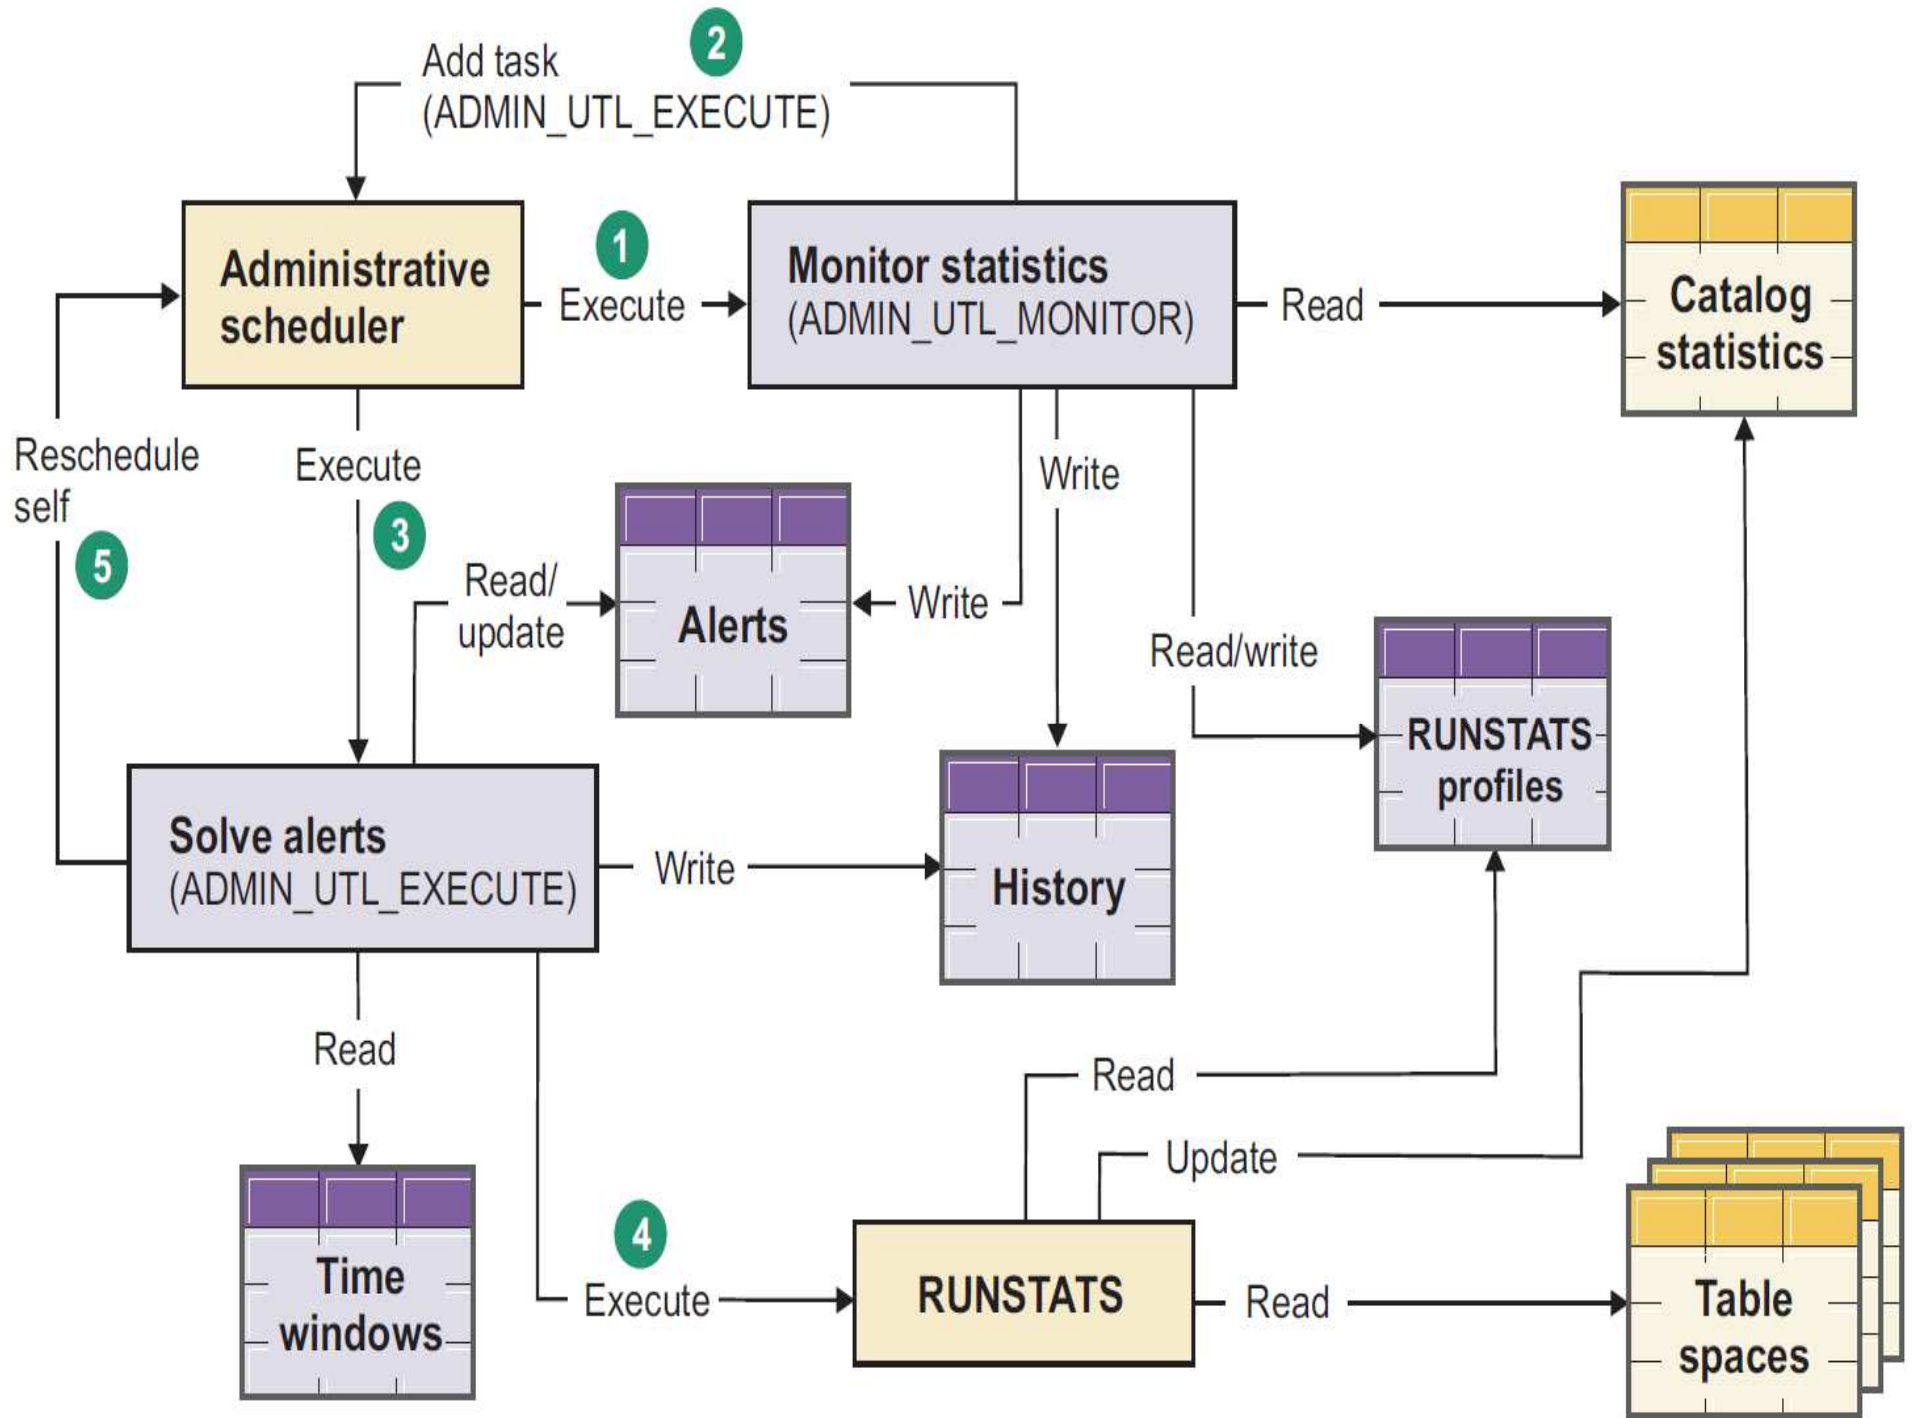 2
Add task
(ADMIN_UTL_EXECUTE)
Administrative
scheduler
1
Execute
Monitor statistics
(ADMIN_UTL_MONITOR)
Read
Catalog
statistics
Reschedule
self
5
Execute
3
Read/
update
Alerts
Write
Write
Read/write
RUNSTATS
profiles
Solve alerts
(ADMIN_UTL_EXECUTE)
Write
History
Read
Time
windows
4
Execute
Read
Update
RUNSTATS
Read
Table
spaces